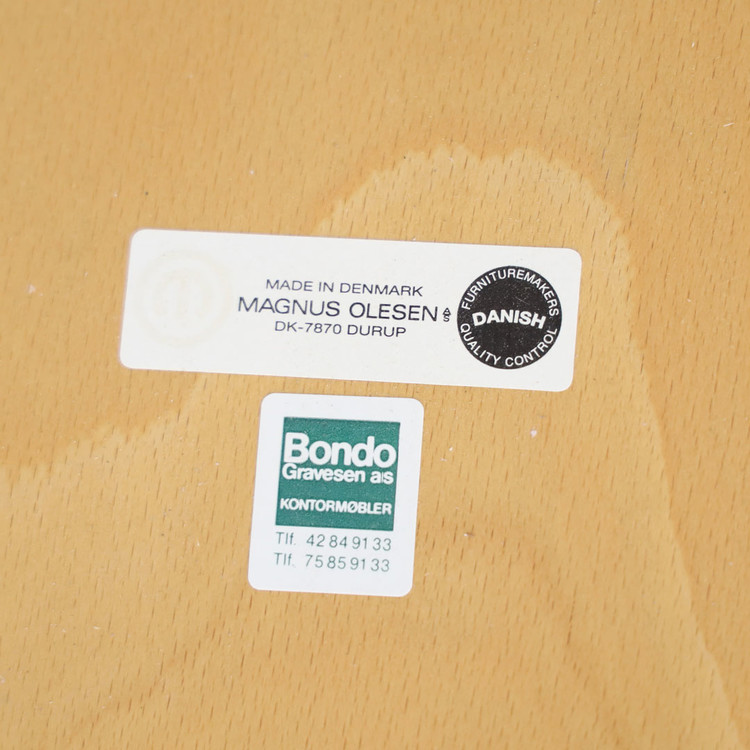 MADE IN DENMARK
MAGNUS OLESEN A/S
DK-7870 DURUP
FURNITUREMAKERS
DANISH
QUALITY CONTROL
Bondo
Gravesen a/s
KONTORMØBLER
Tlf. 42 84 91 33
Tlf. 75 85 91 33